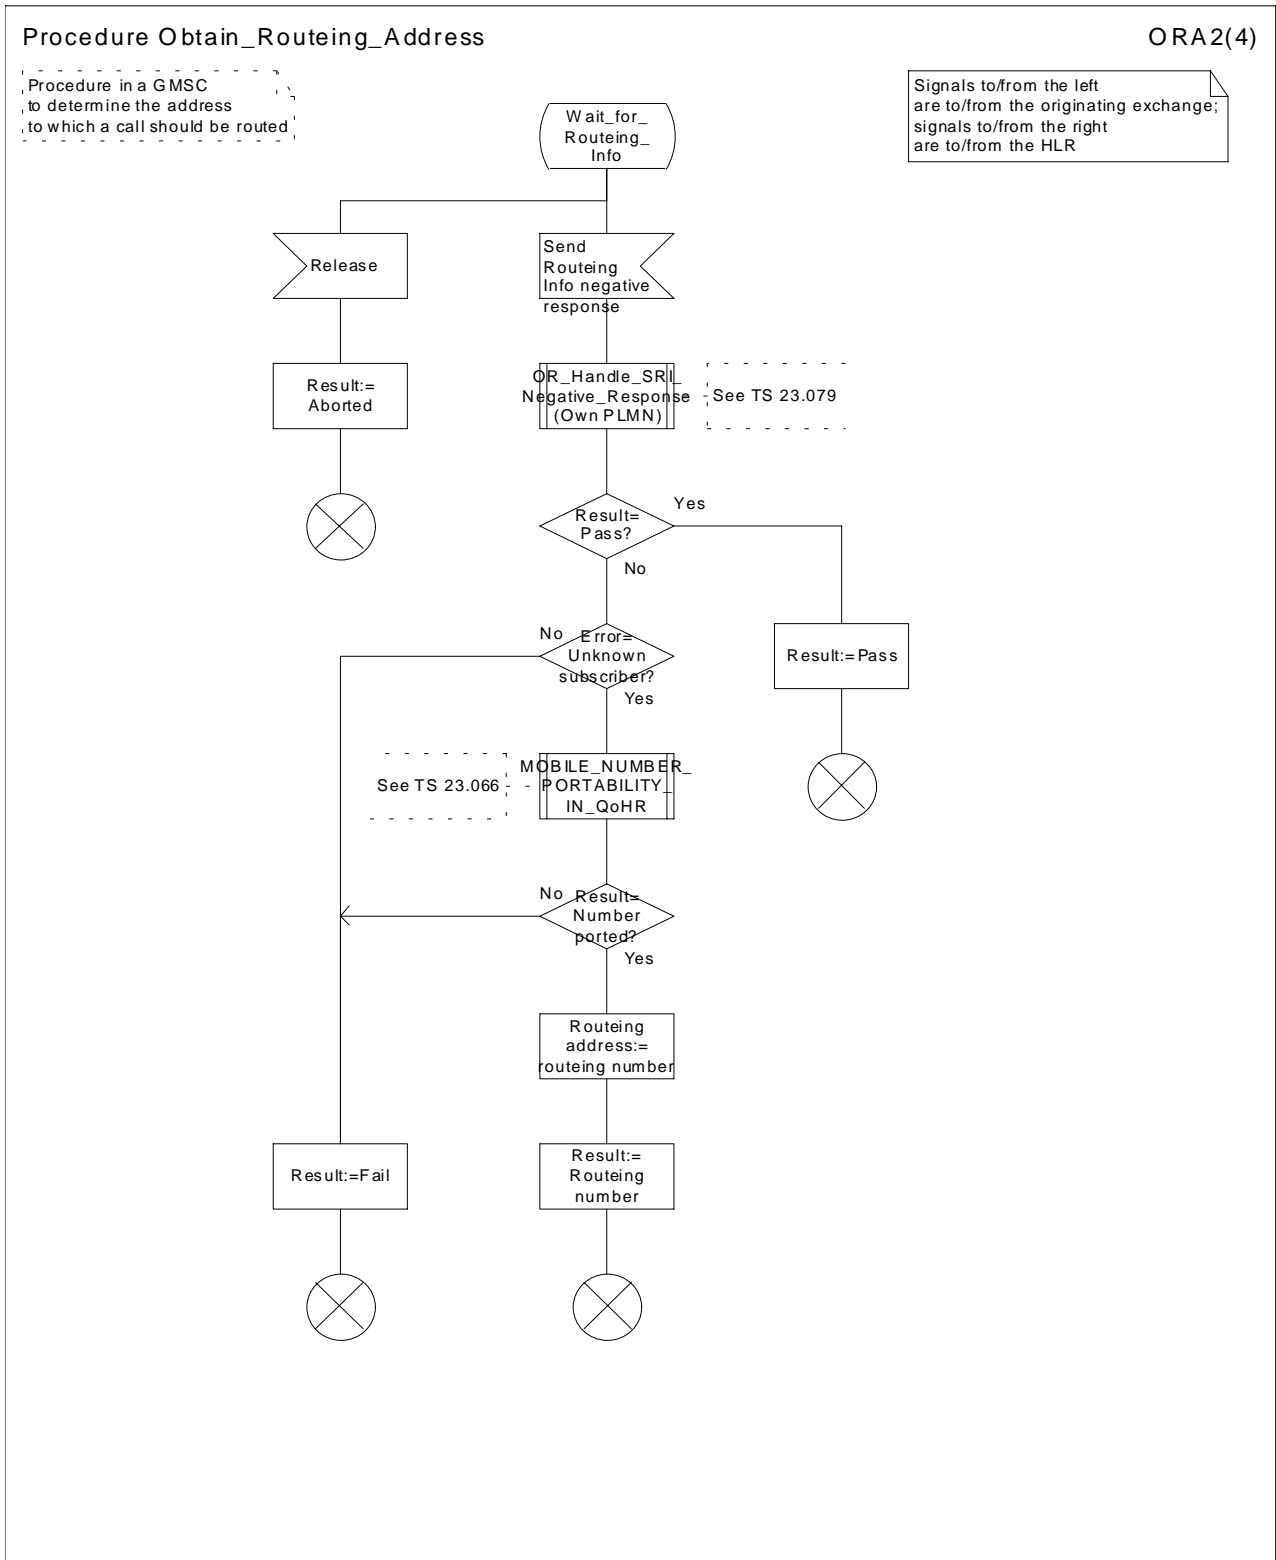 Procedure Obtain_Routeing_Address
ORA2(4)
Procedure in a GMSC
to determine the address
to which a call should be routed
Signals to/from the left
are to/from the originating exchange;
signals to/from the right
are to/from the HLR
Wait_for_
Routeing_
Info
Release
Send
Routeing
Info negative
response
Result:=
Aborted
OR_Handle_SRI_
Negative_Response
(Own PLMN)
See TS 23.079
Result=
Pass?
Yes
No
Error=
Unknown
subscriber?
No
Yes
Result:=Pass
See TS 23.066
MOBILE_NUMBER_
PORTABILITY_
IN_QoHR
Result=
Number
ported?
No
Yes
Routeing
address:=
routeing number
Result:=Fail
Result:=
Routeing
number